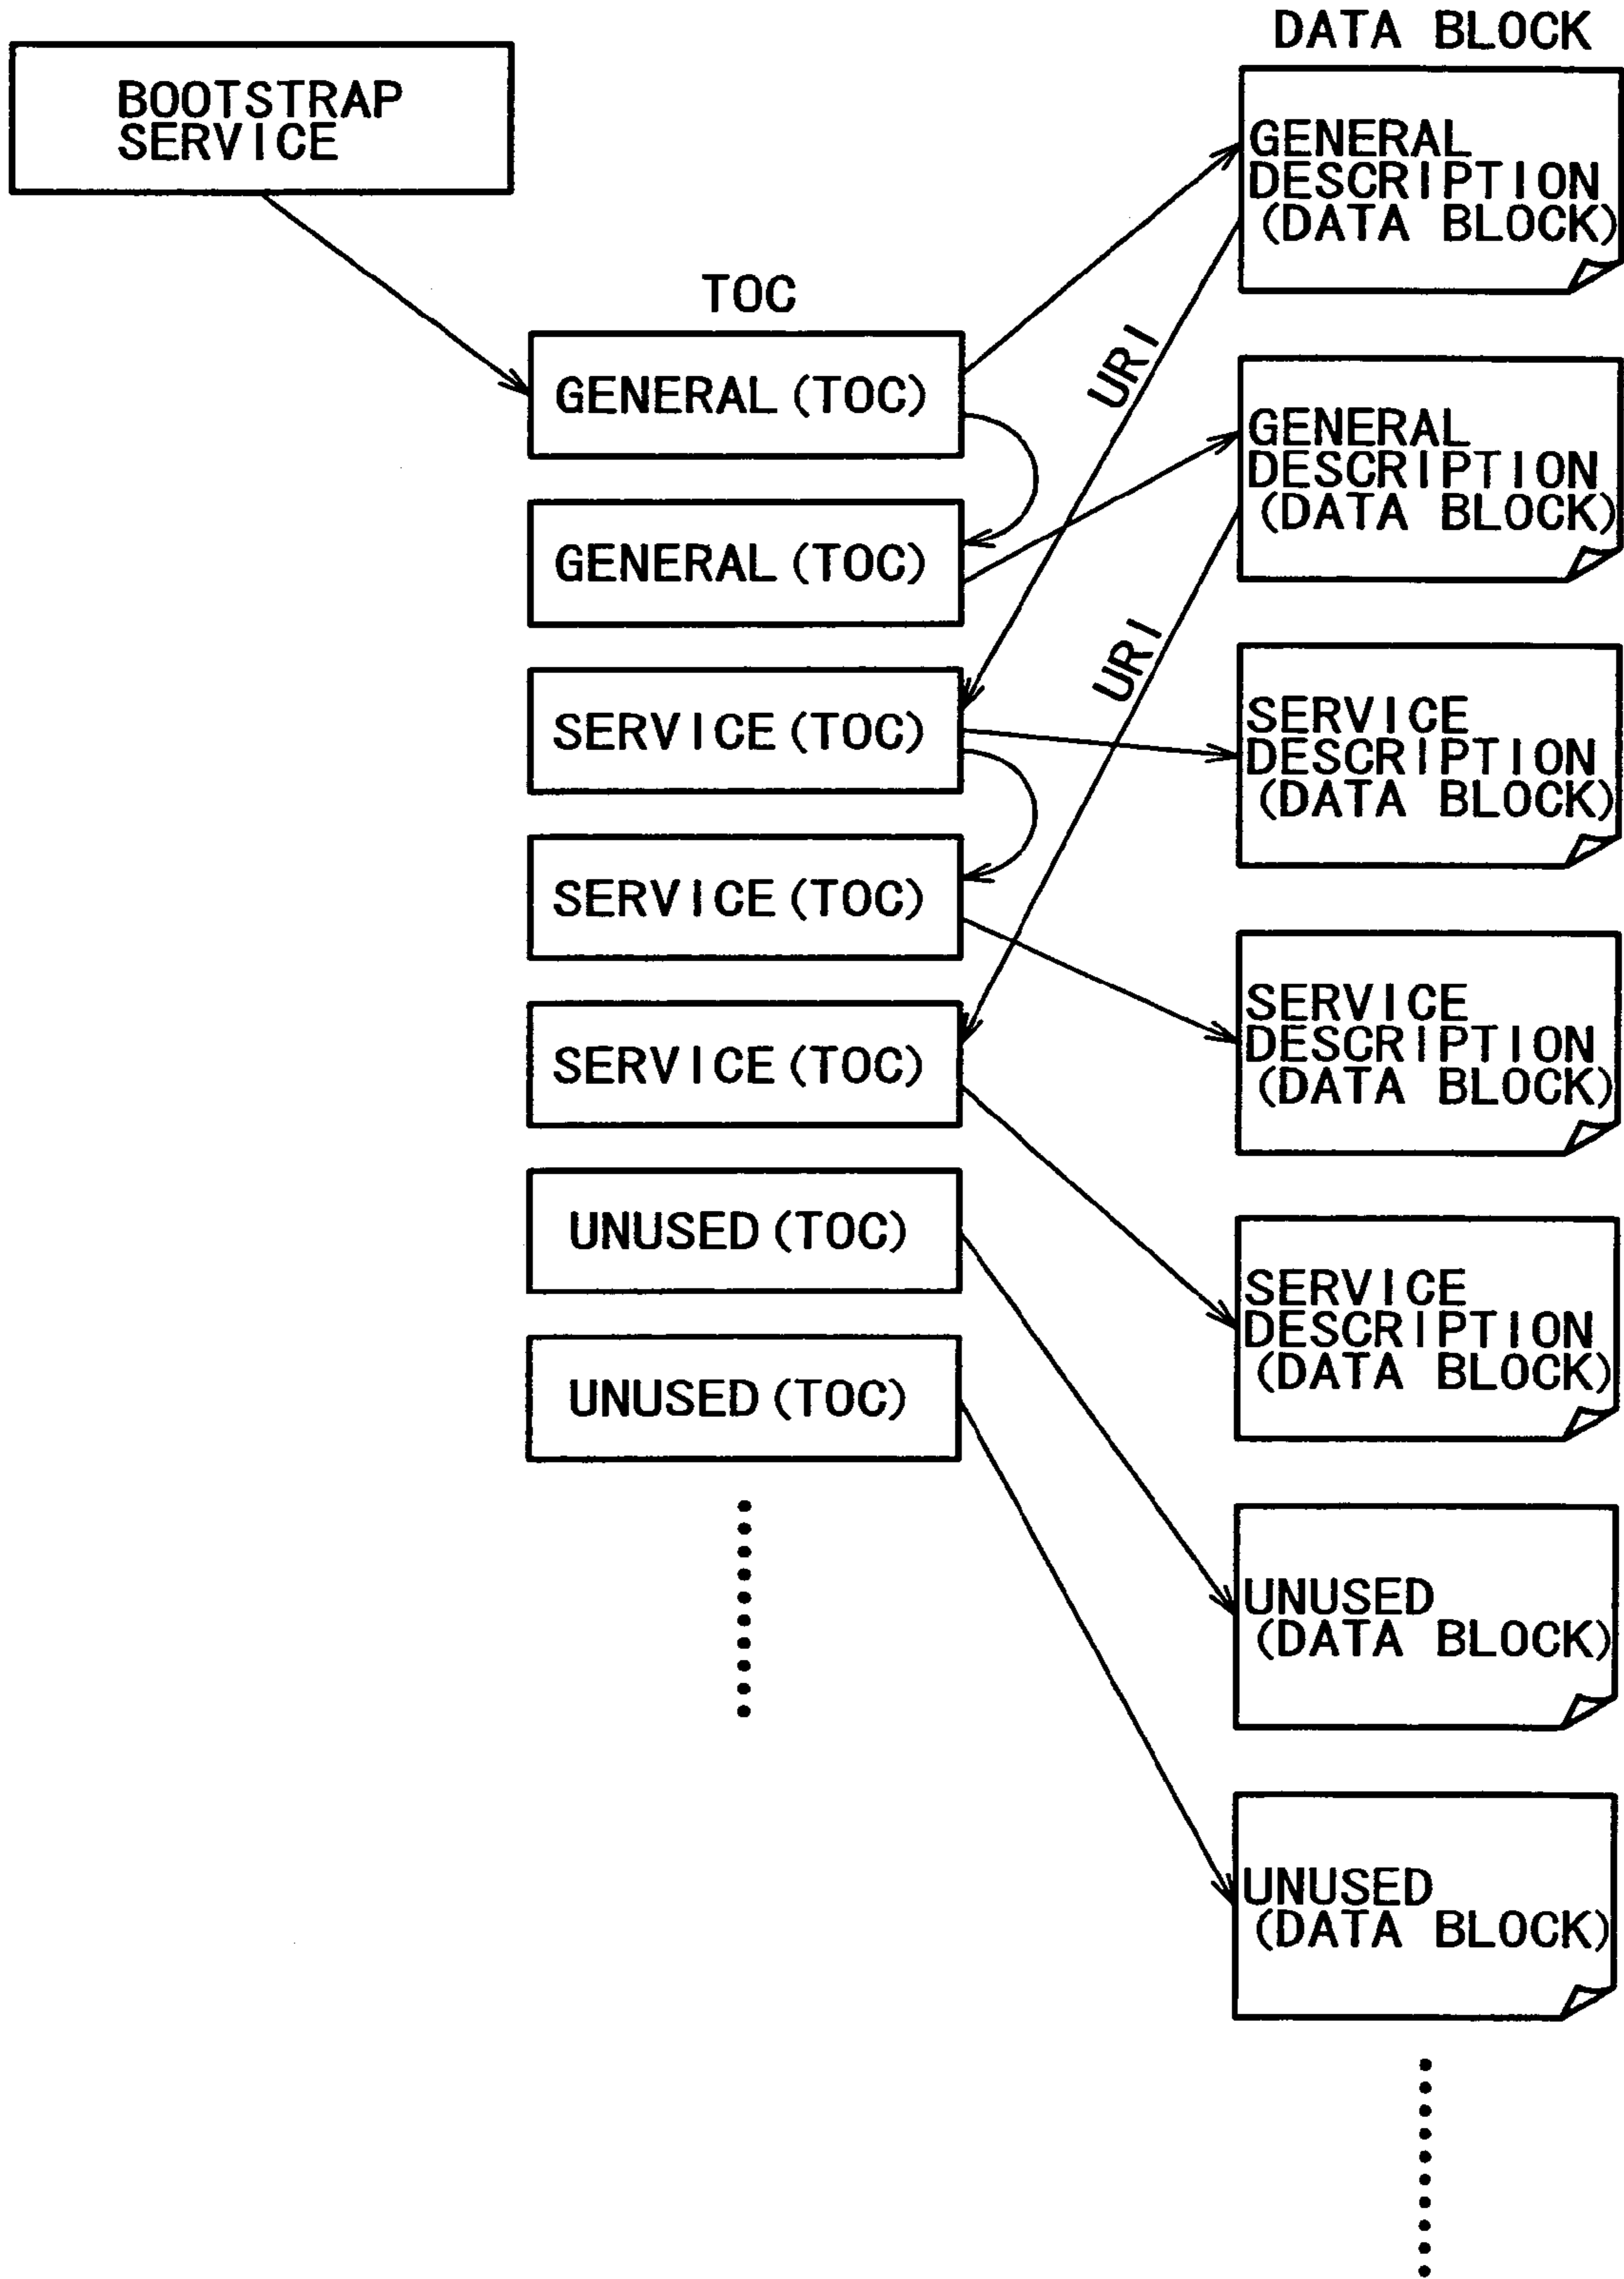 DATA BLOCK
BOOTSTRAP
SERVICE
GENERAL
DESCRIPTION
(DATA BLOCK)
TOC
URI
GENERAL (TOC)
GENERAL
DESCRIPTION
(DATA BLOCK)
GENERAL (TOC)
URI
SERVICE (TOC)
SERVICE
DESCRIPTION
(DATA BLOCK)
SERVICE (TOC)
SERVICE
DESCRIPTION
(DATA BLOCK)
SERVICE (TOC)
UNUSED (TOC)
SERVICE
DESCRIPTION
(DATA BLOCK)
UNUSED (TOC)
UNUSED
(DATA BLOCK)
UNUSED
(DATA BLOCK)